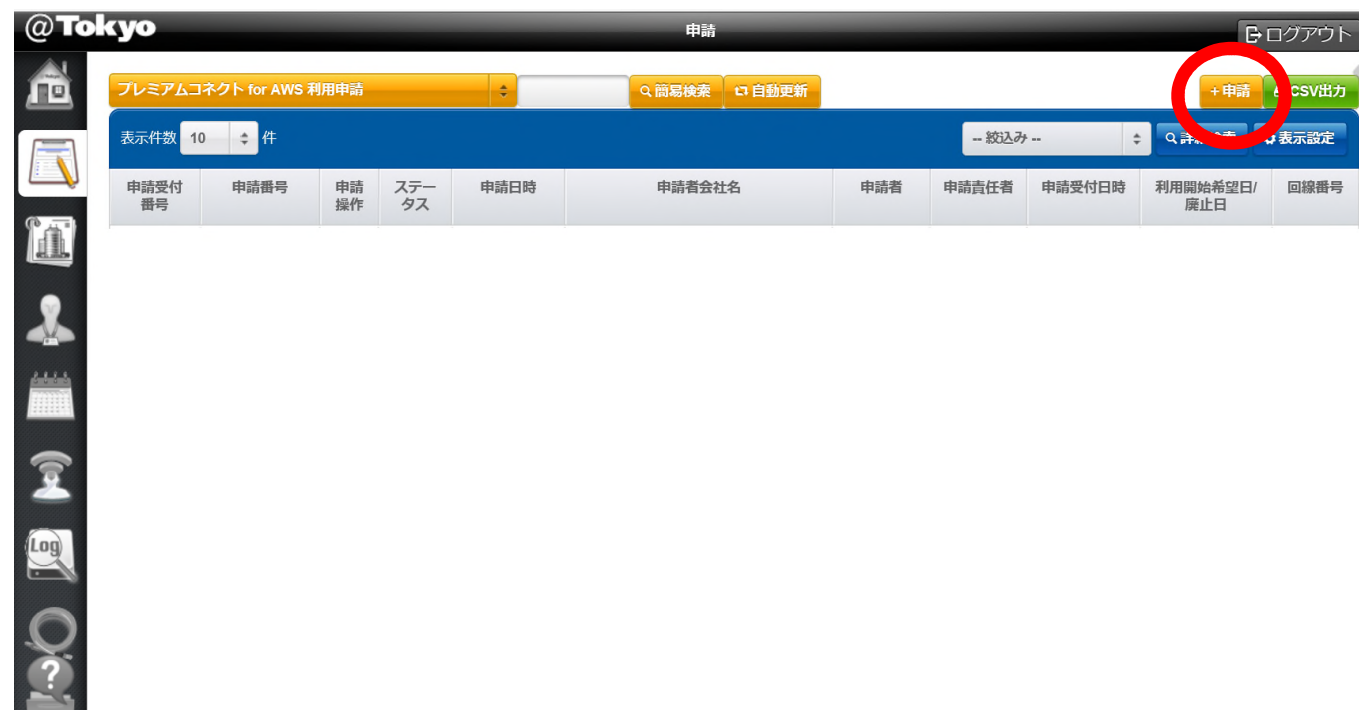 @Tokyo
申請
ログアウト
プレミアムコネクト for AWS 利用申請
簡易検索
自動更新
+申請
CSV出力
表示件数 10 件
-- 絞込み --
表示設定
申請受付
番号
申請番号
申請
操作
ステー
タス
申請日時
申請者会社名
申請者
申請責任者
申請受付日時
利用開始希望日/
廃止日
回線番号
Log
?